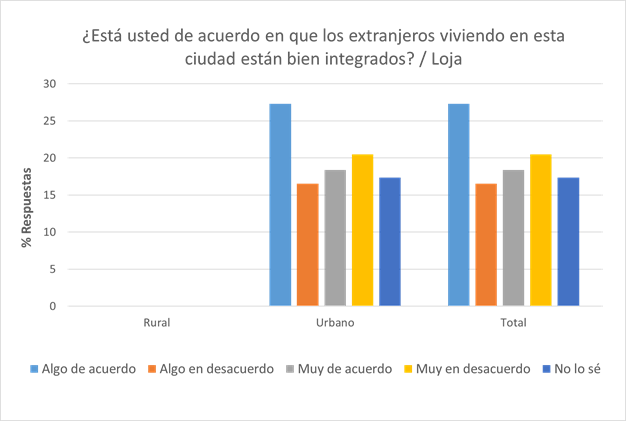 ¿Está usted de acuerdo en que los extranjeros viviendo en esta
ciudad están bien integrados? / Loja
30
25
20
15
10
5
0
% Respuestas
Rural Urbano Total
Algo de acuerdo Algo en desacuerdo Muy de acuerdo Muy en desacuerdo No lo sé